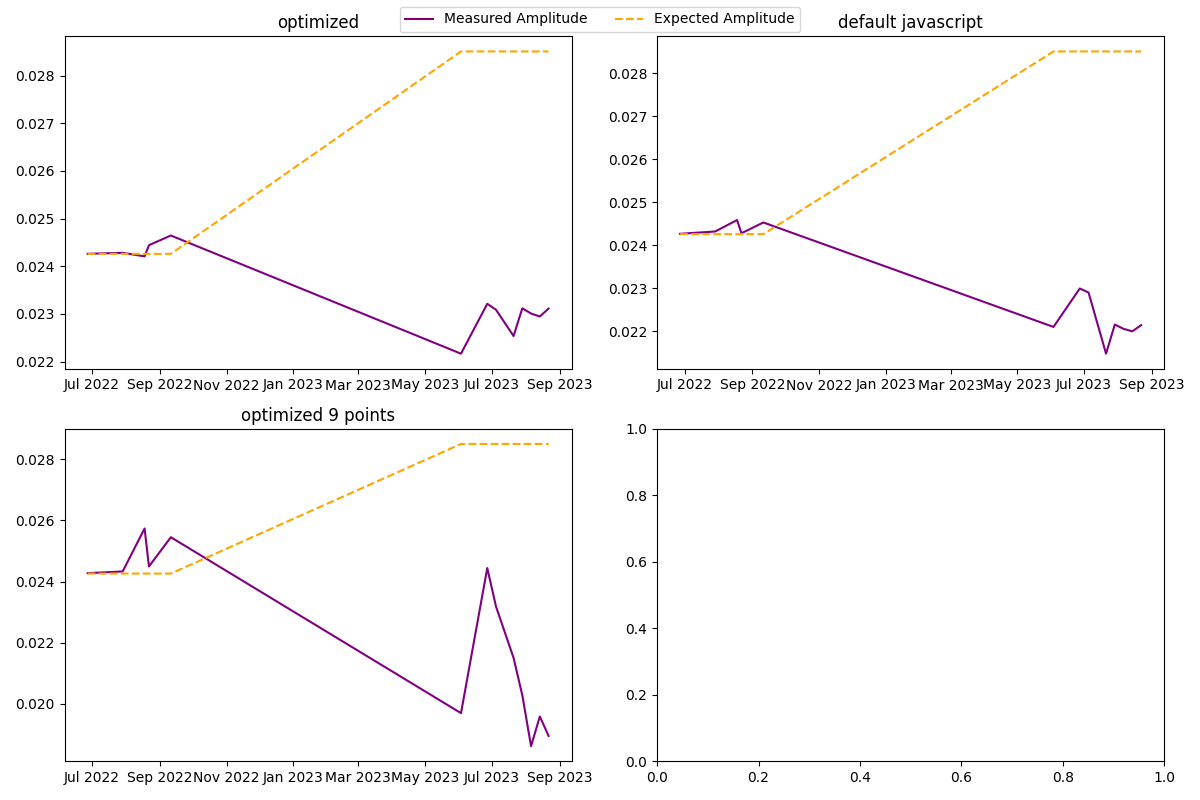 optimized
Measured Amplitude
Expected Amplitude
default javascript
0.028
0.027
0.026
0.025
0.024
0.023
0.022
Jul 2022 Sep 2022 Nov 2022 Jan 2023 Mar 2023 May 2023 Jul 2023 Sep 2023
0.028
0.027
0.026
0.025
0.024
0.023
0.022
Jul 2022 Sep 2022 Nov 2022 Jan 2023 Mar 2023 May 2023 Jul 2023 Sep 2023
optimized 9 points
0.028
0.026
0.024
0.022
0.020
Jul 2022 Sep 2022 Nov 2022 Jan 2023 Mar 2023 May 2023 Jul 2023 Sep 2023
1.0
0.8
0.6
0.4
0.2
0.0
0.0 0.2 0.4 0.6 0.8 1.0